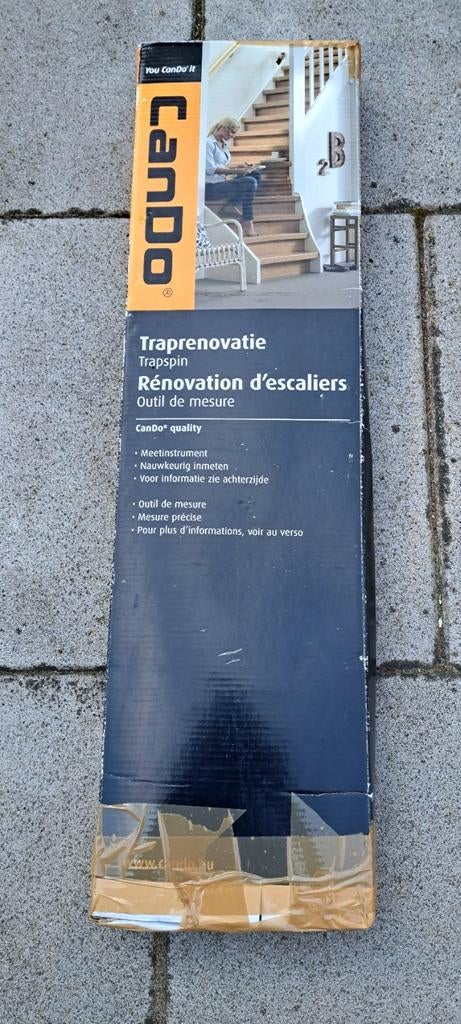 You CanDo' it
CanDo®
2B
Traprenovatie
Trapspin
Rénovation d'escaliers
Outil de mesure
CanDo® quality
• Meetinstrument
• Nauwkeurig inmeten
• Voor informatie zie achterzijde
• Outil de mesure
• Mesure précise
• Pour plus d'informations, voir au verso
www.cando.eu